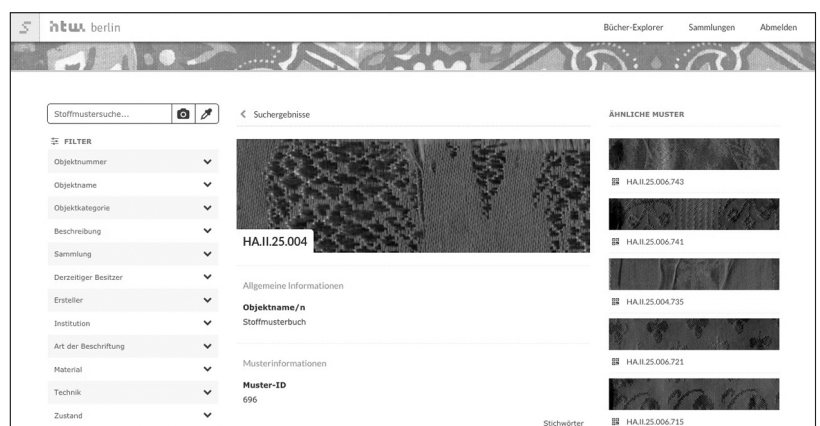 htw. berlin
Bücher-Explorer Sammlungen Abmelden
Stoffmustersuche...
FILTER
Objektnummer
Objektname
Objektkategorie
Beschreibung
Sammlung
Derzeitiger Besitzer
Ersteller
Institution
Art der Beschriftung
Material
Technik
Zustand
Suchergebnisse
HA.II.25.004
Allgemeine Informationen
Objektname/n
Stoffmusterbuch
Musterinformationen
Muster-ID
696
Stichwörter
ÄHNLICHE MUSTER
HA.II.25.006.743
HA.II.25.006.741
HA.II.25.004.735
HA.II.25.006.721
HA.II.25.006.715